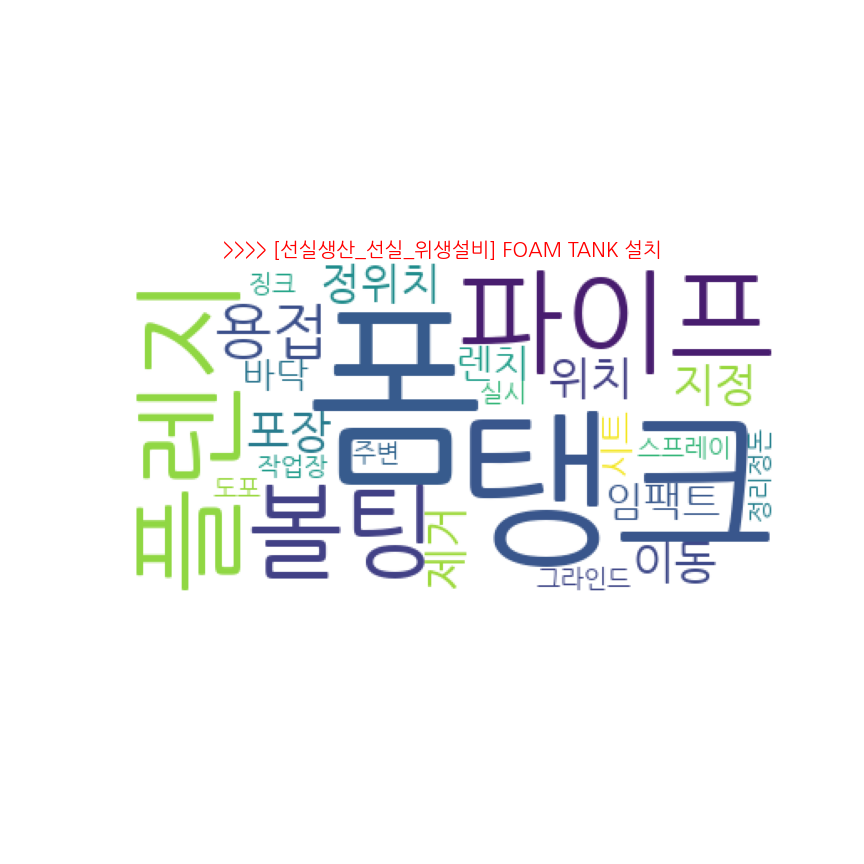 >>>> [선실생산_선실_위생설비] FOAM TANK 설치
징크
정위치
파이프
플렌지
용접
폼탱크
렌치
바닥
위치
지정
실시
포장
주변
시트
스프레이
정리정돈
작업장
도포
볼팅
제거
임팩트
이동
그라인드